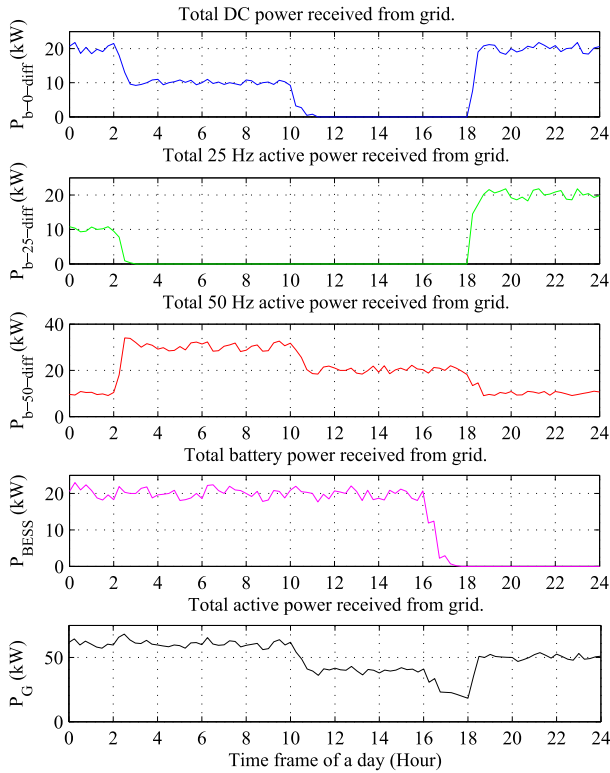 Total DC power received from grid.
P_b−0−diff (kW)
20
10
0
0 2 4 6 8 10 12 14 16 18 20 22 24
Total 25 Hz active power received from grid.
P_b−25−diff (kW)
20
10
0
0 2 4 6 8 10 12 14 16 18 20 22 24
Total 50 Hz active power received from grid.
P_b−50−diff (kW)
40
20
0
0 2 4 6 8 10 12 14 16 18 20 22 24
Total battery power received from grid.
P_BESS (kW)
20
10
0
0 2 4 6 8 10 12 14 16 18 20 22 24
Total active power received from grid.
P_G (kW)
50
0
0 2 4 6 8 10 12 14 16 18 20 22 24
Time frame of a day (Hour)